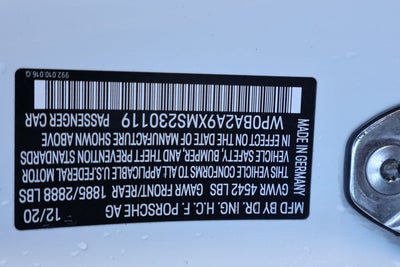 MFD BY DR. ING. H.C. F. PORSCHE AG 12/20
GVWR 4542 LBS GAWR FRONT/REAR 1885/2888 LBS
THIS VEHICLE CONFORMS TO ALL APPLICABLE U.S. FEDERAL MOTOR
VEHICLE SAFETY, BUMPER, AND THEFT PREVENTION STANDARDS
IN EFFECT ON THE DATE OF MANUFACTURE SHOWN ABOVE
WP0BA2A9XMS230119 PASSENGER CAR
MADE IN GERMANY 992.010.016.Q